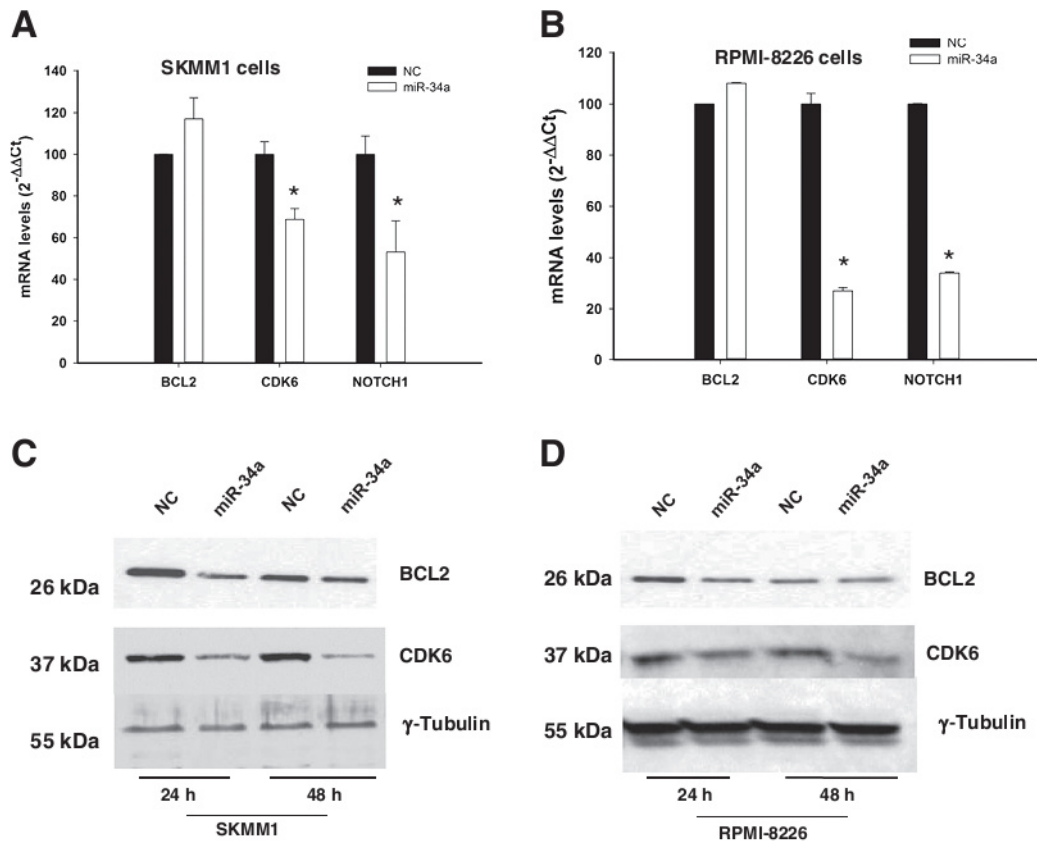 A
SKMM1 cells
NC
miR-34a
mRNA levels (2-ΔΔCt)
140
120
100
80
60
40
20
0
BCL2 CDK6 NOTCH1
*
*
B
RPMI-8226 cells
NC
miR-34a
mRNA levels (2-ΔΔCt)
120
100
80
60
40
20
0
BCL2 CDK6 NOTCH1
*
*
C
NC miR-34a NC miR-34a
26 kDa BCL2
37 kDa CDK6
55 kDa γ-Tubulin
24 h 48 h
SKMM1
D
NC miR-34a NC miR-34a
26 kDa BCL2
37 kDa CDK6
55 kDa γ-Tubulin
24 h 48 h
RPMI-8226